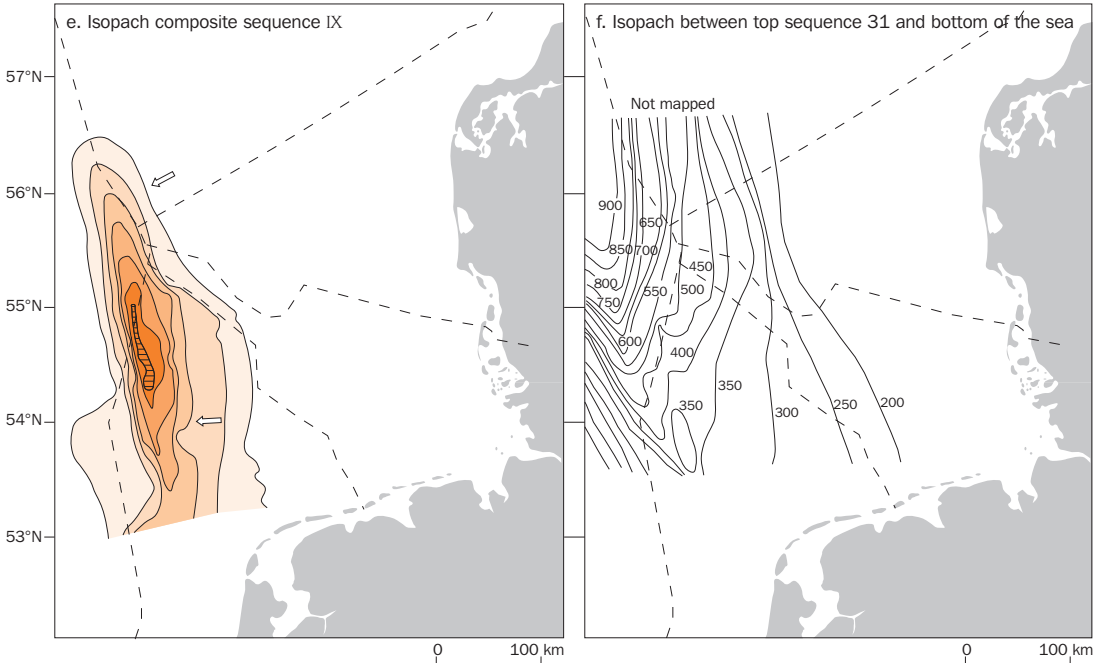 e. Isopach composite sequence IX
f. Isopach between top sequence 31 and bottom of the sea
57°N
56°N
55°N
54°N
53°N
Not mapped
900
650
850
700
450
800
550
500
750
600
400
350
350
300
250
200
0
100 km
0
100 km